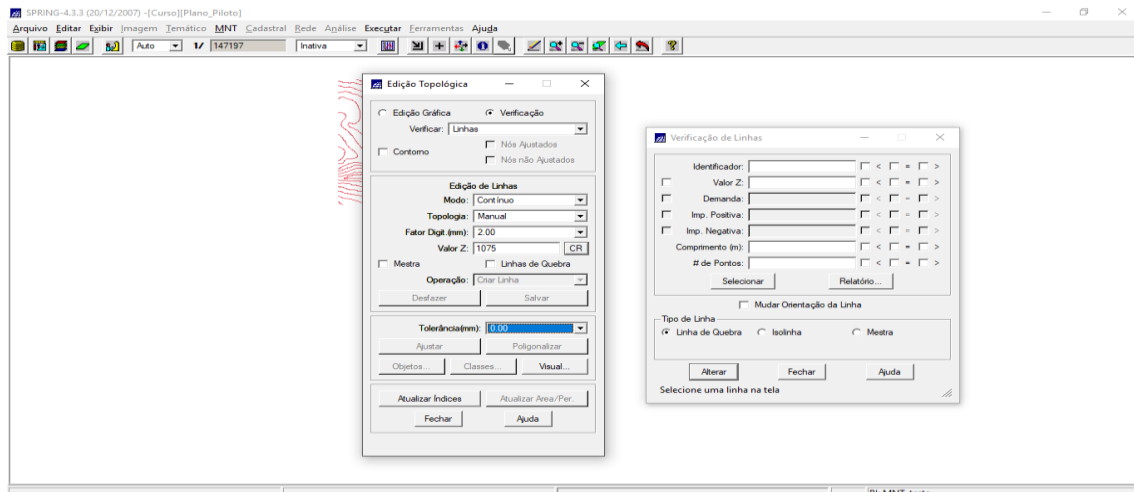 SPRING-4.3.3 (20/12/2007) -[Curso][Plano_Piloto]
Arquivo Editar Exibir Imagem Temático MNT Cadastral Rede Análise Executar Ferramentas Ajuda
Auto 1/ 147197 Inativa
Edição Topológica
Edição Gráfica Verificação
Verificar: Linhas
Contorno
Nós Ajustados
Nós não Ajustados
Edição de Linhas
Modo: Contínuo
Topologia: Manual
Fator Digit.(mm): 2.00
Valor Z: 1075 CR
Mestra Linhas de Quebra
Operação: Criar Linha
Desfazer Salvar
Tolerância(mm): 0.00
Ajustar Poligonalizar
Objetos... Classes... Visual...
Atualizar Índices Atualizar Area/Per.
Fechar Ajuda
Verificação de Linhas
Identificador: < = >
Valor Z: < = >
Demanda: < = >
Imp. Positiva: < = >
Imp. Negativa: < = >
Comprimento (m): < = >
# de Pontos: < = >
Selecionar Relatório...
Mudar Orientação da Linha
Tipo de Linha
Linha de Quebra Isolinha Mestra
Alterar Fechar Ajuda
Selecione uma linha na tela